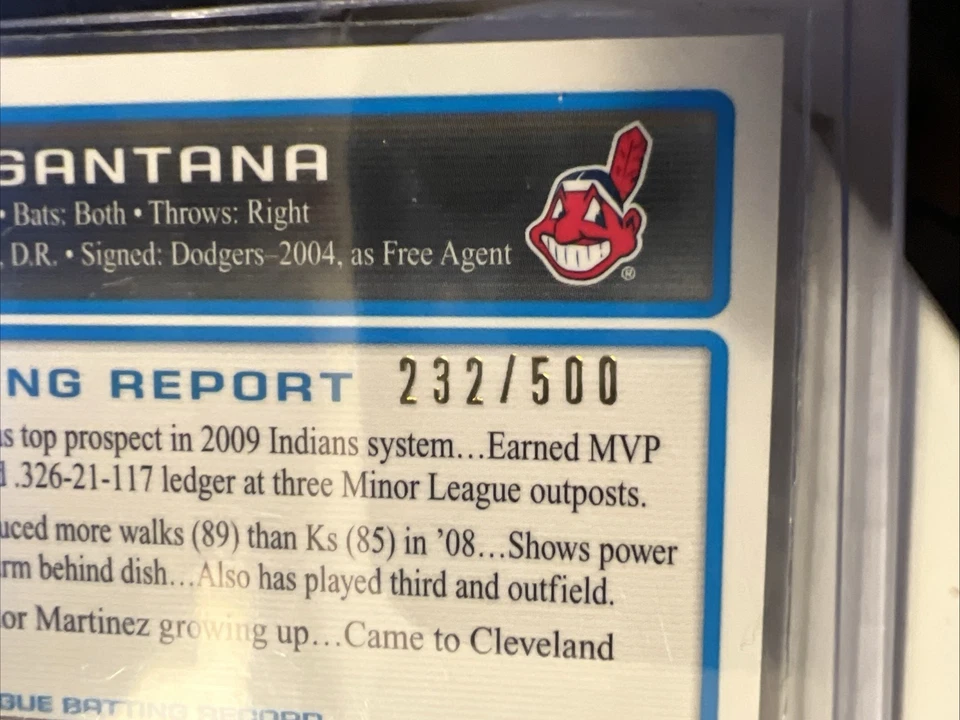 SANTANA
• Bats: Both • Throws: Right
D.R. • Signed: Dodgers–2004, as Free Agent
®
NG REPORT 232/500
s top prospect in 2009 Indians system...Earned MVP
.326-21-117 ledger at three Minor League outposts.
uced more walks (89) than Ks (85) in ’08...Shows power
rm behind dish...Also has played third and outfield.
or Martinez growing up...Came to Cleveland
GUE BATTING RECORD